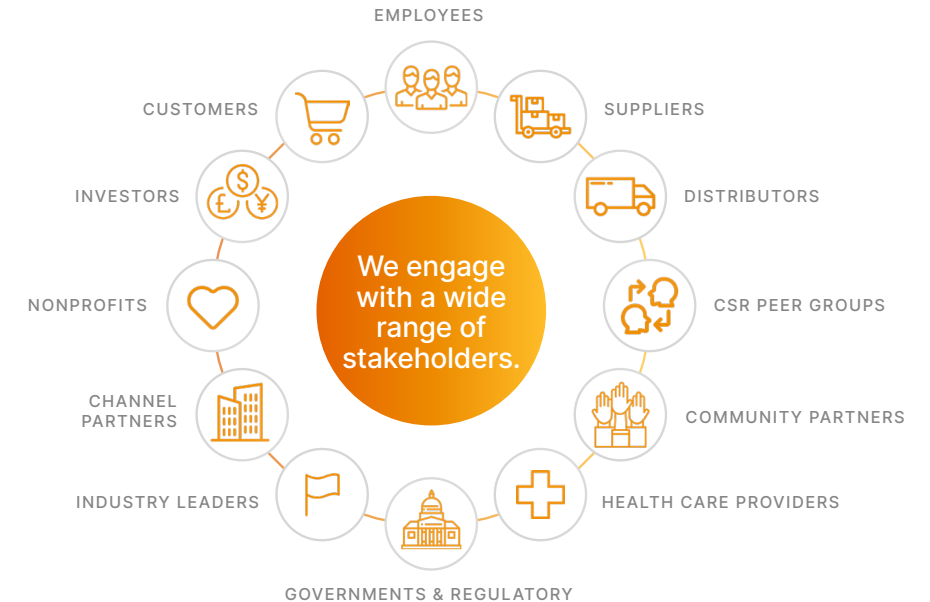 EMPLOYEES
CUSTOMERS
SUPPLIERS
INVESTORS
$
£
¥
DISTRIBUTORS
We engage
with a wide
range of
stakeholders.
NONPROFITS
CSR PEER GROUPS
CHANNEL
PARTNERS
COMMUNITY PARTNERS
INDUSTRY LEADERS
HEALTH CARE PROVIDERS
GOVERNMENTS & REGULATORY